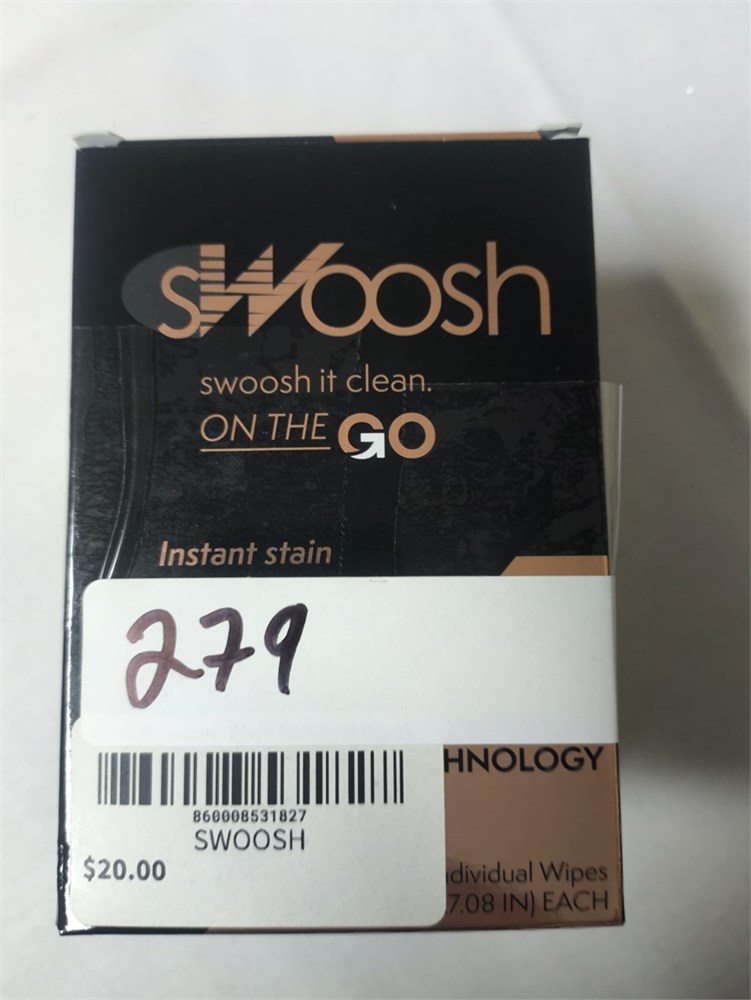 swoosh
swoosh it clean.
ON THE GO
Instant stain
279
HNOLOGY
860008531827
SWOOSH
$20.00
dividual Wipes
7.08 IN) EACH